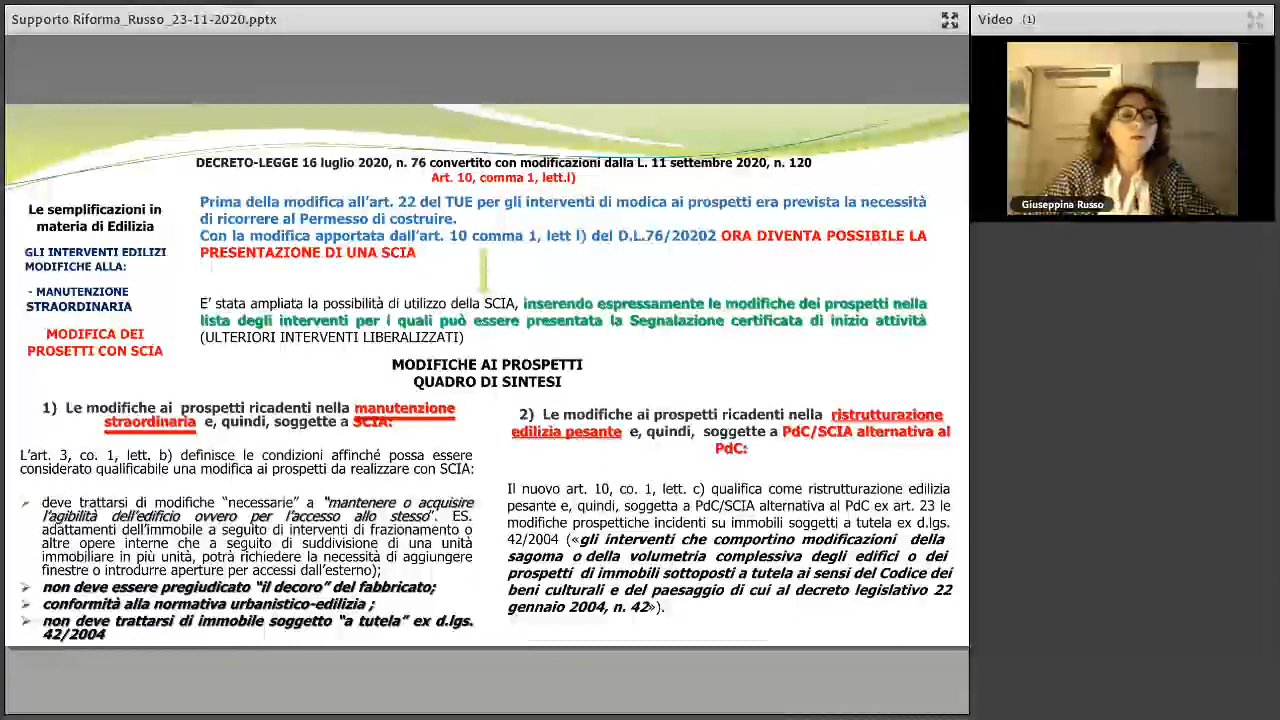 Supporto Riforma_Russo_23-11-2020.pptx
Video (1)
Giuseppina Russo
DECRETO-LEGGE 16 luglio 2020, n. 76 convertito con modificazioni dalla L. 11 settembre 2020, n. 120
Art. 10, comma 1, lett.l)
Le semplificazioni in
materia di Edilizia
GLI INTERVENTI EDILIZI
MODIFICHE ALLA:
- MANUTENZIONE
STRAORDINARIA
MODIFICA DEI
PROSETTI CON SCIA
Prima della modifica all'art. 22 del TUE per gli interventi di modica ai prospetti era prevista la necessità
di ricorrere al Permesso di costruire.
Con la modifica apportata dall'art. 10 comma 1, lett l) del D.L.76/20202 ORA DIVENTA POSSIBILE LA
PRESENTAZIONE DI UNA SCIA
E' stata ampliata la possibilità di utilizzo della SCIA, inserendo espressamente le modifiche dei prospetti nella
lista degli interventi per i quali può essere presentata la Segnalazione certificata di inizio attività
(ULTERIORI INTERVENTI LIBERALIZZATI)
MODIFICHE AI PROSPETTI
QUADRO DI SINTESI
1) Le modifiche ai prospetti ricadenti nella manutenzione
straordinaria e, quindi, soggette a SCIA:
L'art. 3, co. 1, lett. b) definisce le condizioni affinché possa essere
considerato qualificabile una modifica ai prospetti da realizzare con SCIA:
deve trattarsi di modifiche "necessarie" a "mantenere o acquisire
l'agibilità dell'edificio ovvero per l'accesso allo stesso". ES.
adattamenti dell'immobile a seguito di interventi di frazionamento o
altre opere interne che a seguito di suddivisione di una unità
immobiliare in più unità, potrà richiedere la necessità di aggiungere
finestre o introdurre aperture per accessi dall'esterno);
non deve essere pregiudicato "il decoro" del fabbricato;
conformità alla normativa urbanistico-edilizia ;
non deve trattarsi di immobile soggetto "a tutela" ex d.lgs.
42/2004
2) Le modifiche ai prospetti ricadenti nella ristrutturazione
edilizia pesante e, quindi, soggette a PdC/SCIA alternativa al
PdC:
Il nuovo art. 10, co. 1, lett. c) qualifica come ristrutturazione edilizia
pesante e, quindi, soggetta a PdC/SCIA alternativa al PdC ex art. 23 le
modifiche prospettiche incidenti su immobili soggetti a tutela ex d.lgs.
42/2004 («gli interventi che comportino modificazioni della
sagoma o della volumetria complessiva degli edifici o dei
prospetti di immobili sottoposti a tutela ai sensi del Codice dei
beni culturali e del paesaggio di cui al decreto legislativo 22
gennaio 2004, n. 42»).